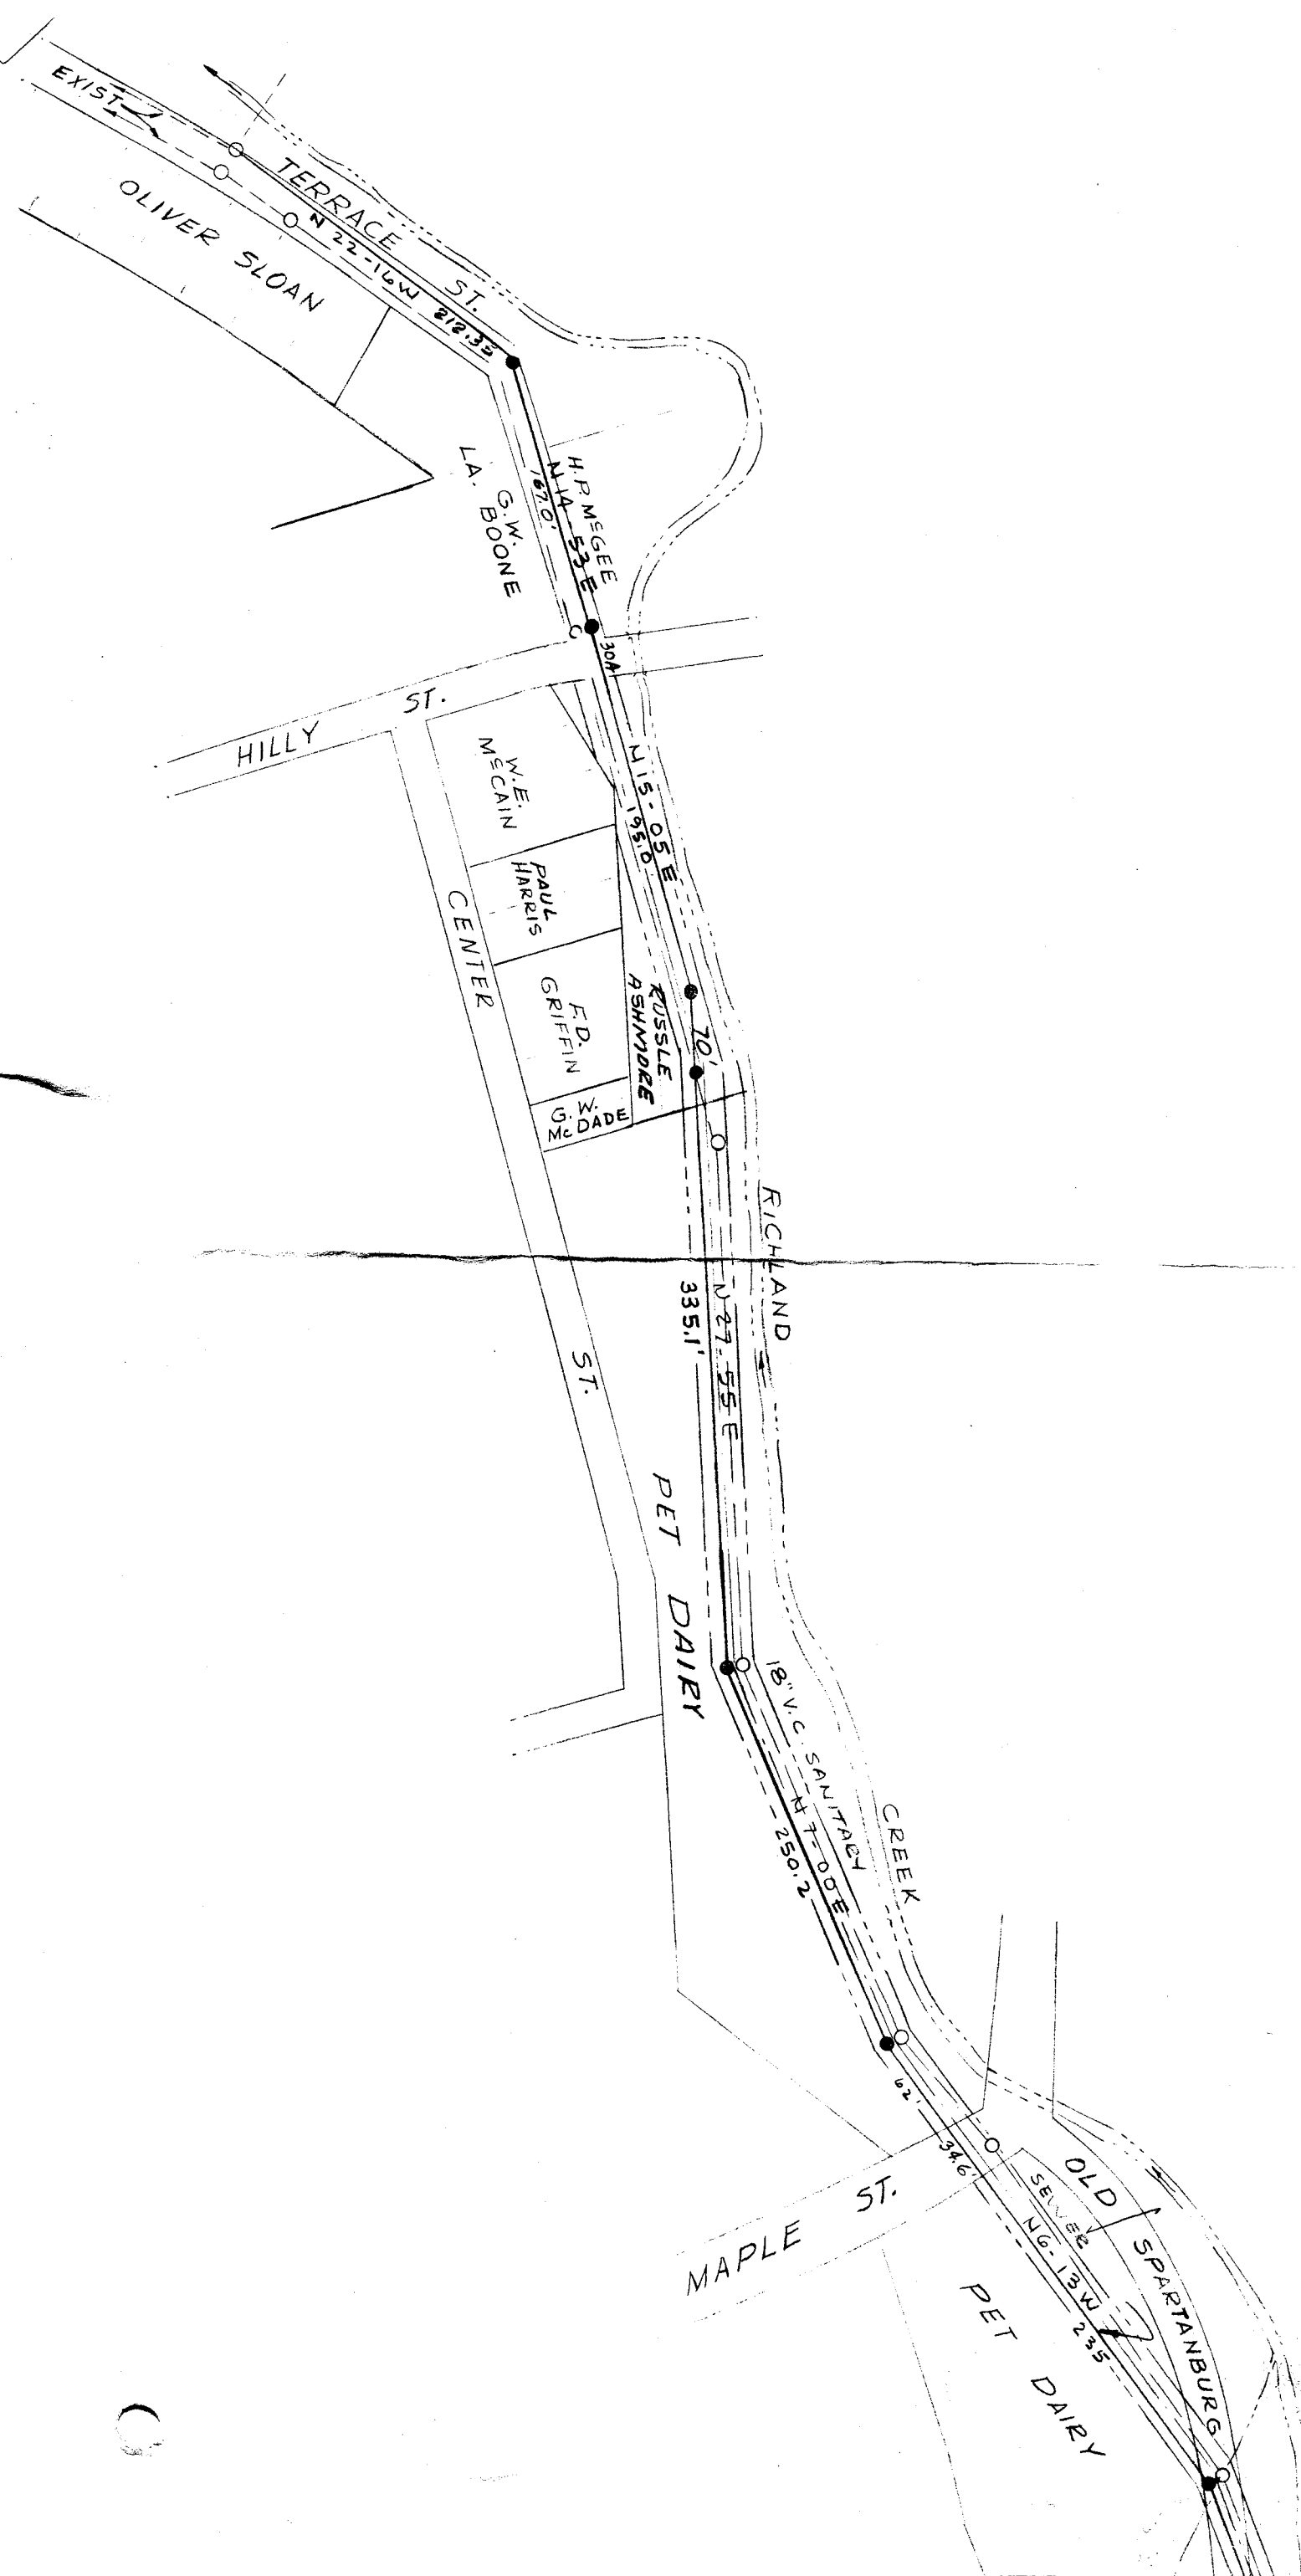 EXIST.
TERRACE ST.
N 22-16 W 212.35
OLIVER SLOAN
H.P. McGEE
N 14-53 E
167.0'
G.W.
LA. BOONE
30A
HILLY ST.
N 15-05 E
195.0
W.E.
McCAIN
PAUL
HARRIS
CENTER ST.
F.D.
GRIFFIN
RUSSLE
ASHMORE
70'
G.W.
McDADE
RICHLAND CREEK
N 27-55 E
335.1'
PET DAIRY
18" V.C. SANITARY SEWER
N 7-00 E
250.2
62'
34.6'
MAPLE ST.
OLD SPARTANBURG
N 6-13 W
235
PET DAIRY